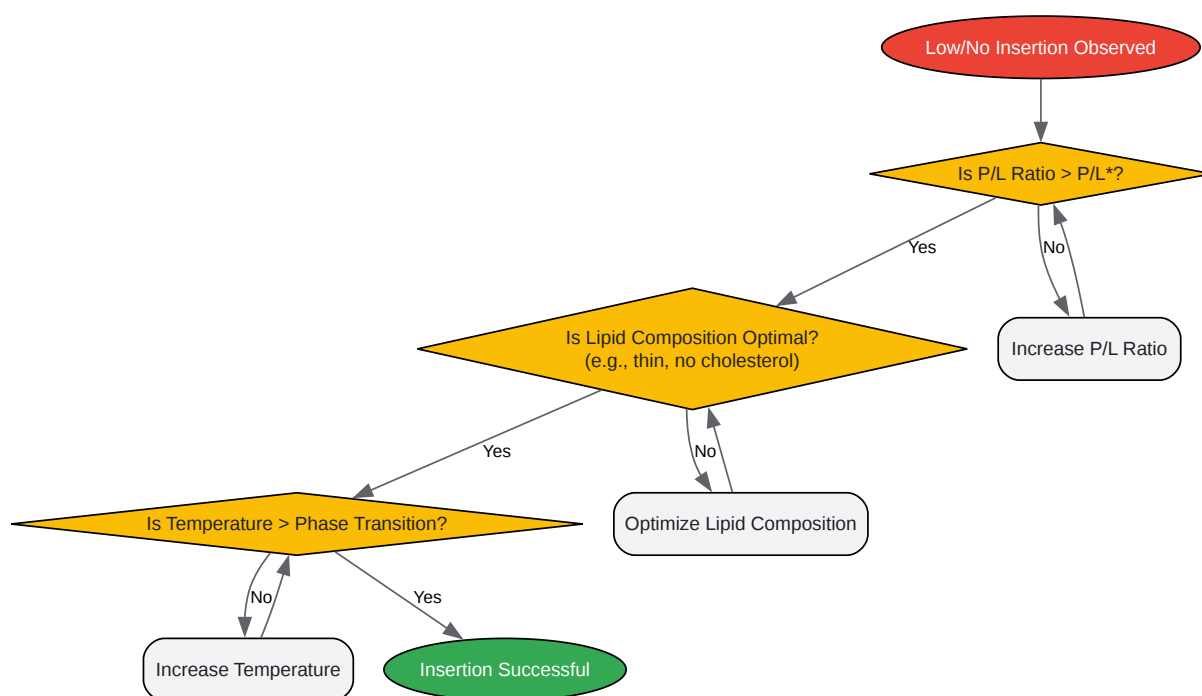 Low/No Insertion Observed
Is P/L Ratio > P/L*?
Yes
No
Increase P/L Ratio
Is Lipid Composition Optimal?
(e.g., thin, no cholesterol)
Yes
No
Optimize Lipid Composition
Is Temperature > Phase Transition?
No
Yes
Increase Temperature
Insertion Successful